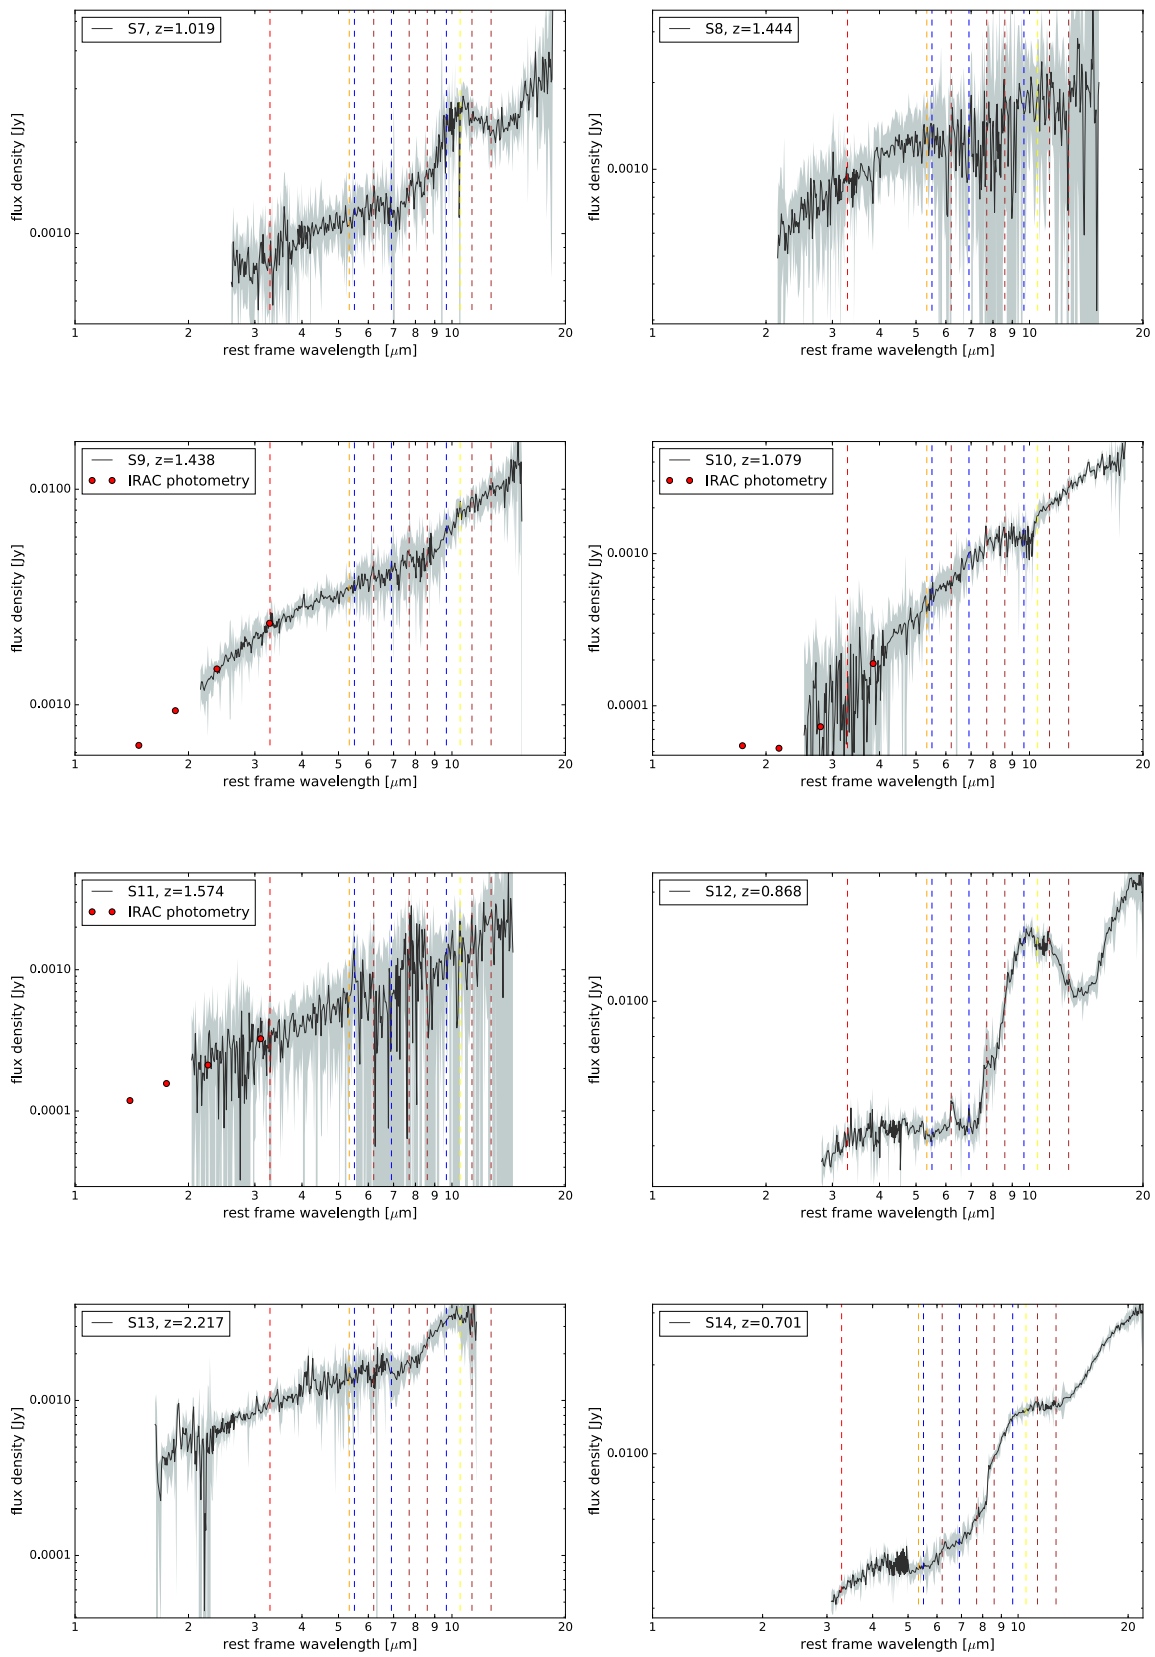 S7, z=1.019
flux density [Jy]
0.0010
1 2 3 4 5 6 7 8 9 10 20
rest frame wavelength [μm]
S8, z=1.444
flux density [Jy]
0.0010
1 2 3 4 5 6 7 8 9 10 20
rest frame wavelength [μm]
S9, z=1.438
IRAC photometry
flux density [Jy]
0.0100
0.0010
1 2 3 4 5 6 7 8 9 10 20
rest frame wavelength [μm]
S10, z=1.079
IRAC photometry
flux density [Jy]
0.0010
0.0001
1 2 3 4 5 6 7 8 9 10 20
rest frame wavelength [μm]
S11, z=1.574
IRAC photometry
flux density [Jy]
0.0010
0.0001
1 2 3 4 5 6 7 8 9 10 20
rest frame wavelength [μm]
S12, z=0.868
flux density [Jy]
0.0100
1 2 3 4 5 6 7 8 9 10 20
rest frame wavelength [μm]
S13, z=2.217
flux density [Jy]
0.0010
0.0001
1 2 3 4 5 6 7 8 9 10 20
rest frame wavelength [μm]
S14, z=0.701
flux density [Jy]
0.0100
1 2 3 4 5 6 7 8 9 10 20
rest frame wavelength [μm]